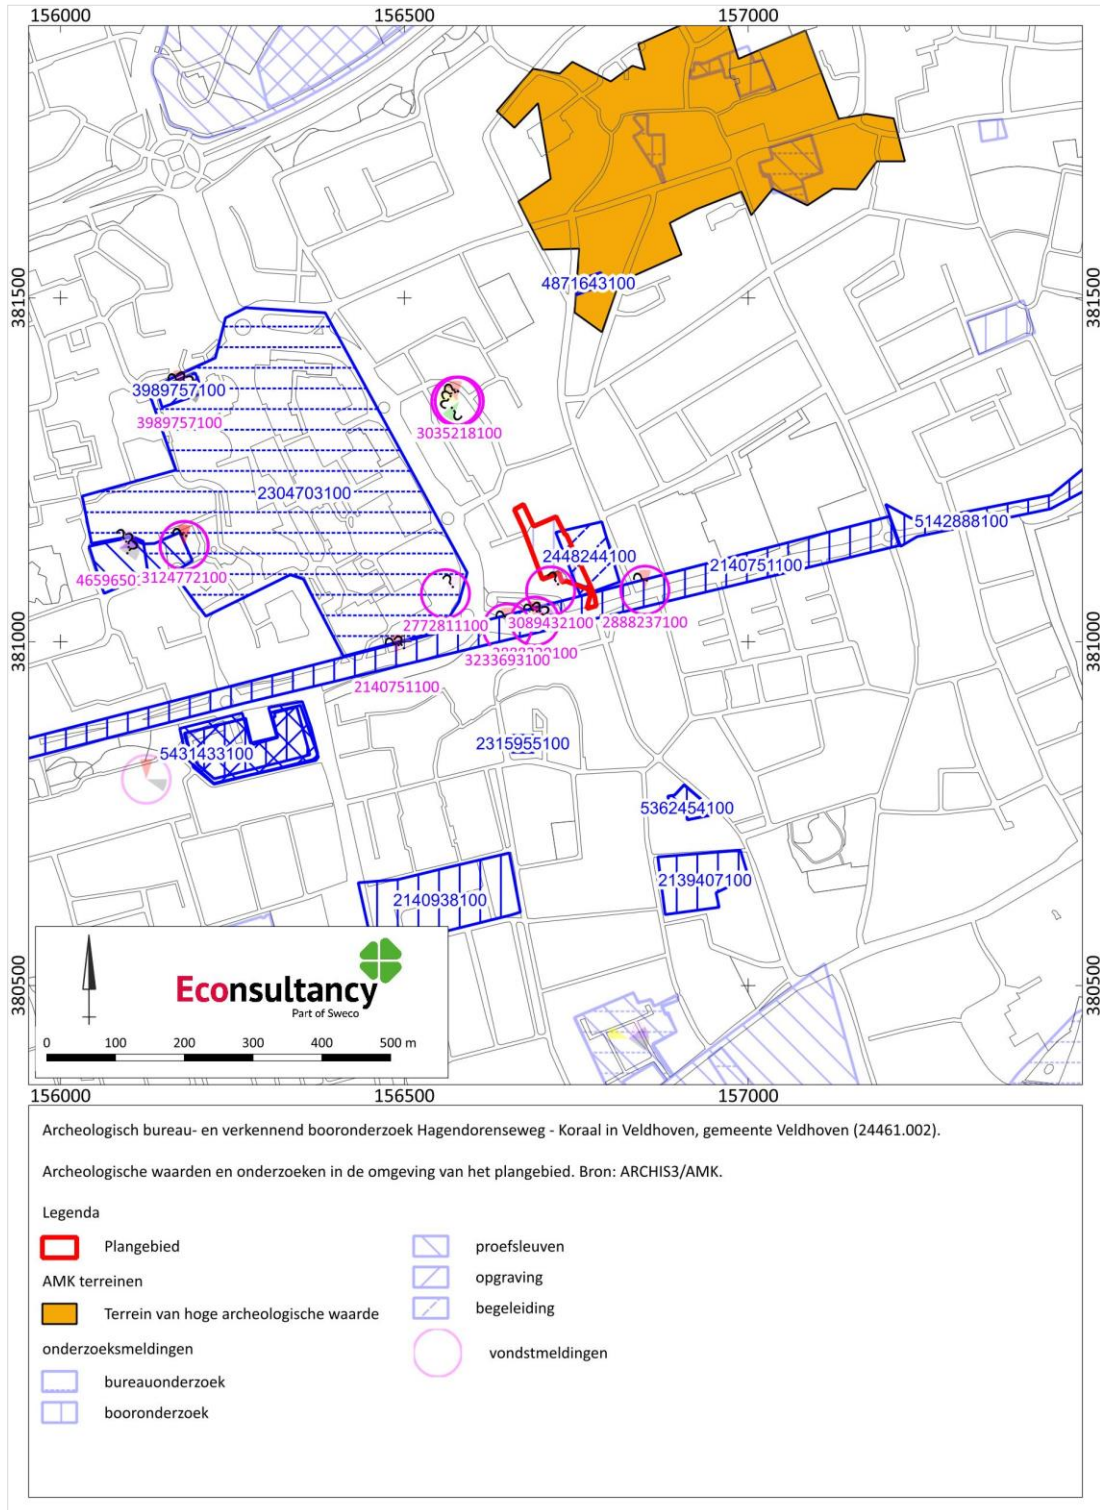 156000
156500
157000
381500
381500
4871643100
3989757100
3989757100
3035218100
2304703100
5142888100
2448244100
2140751100
4659650
3124772100
2772811100
3089432100
2888237100
381000
381000
3233693100
2140751100
5431433100
2315955100
5362454100
2139407100
2140938100
380500
380500
Econsultancy
Part of Sweco
0 100 200 300 400 500 m
156000
156500
157000
Archeologisch bureau- en verkennend booronderzoek Hagendorenseweg - Koraal in Veldhoven, gemeente Veldhoven (24461.002).
Archeologische waarden en onderzoeken in de omgeving van het plangebied. Bron: ARCHIS3/AMK.
Legenda
Plangebied
AMK terreinen
Terrein van hoge archeologische waarde
onderzoeksmeldingen
bureauonderzoek
booronderzoek
proefsleuven
opgraving
begeleiding
vondstmeldingen